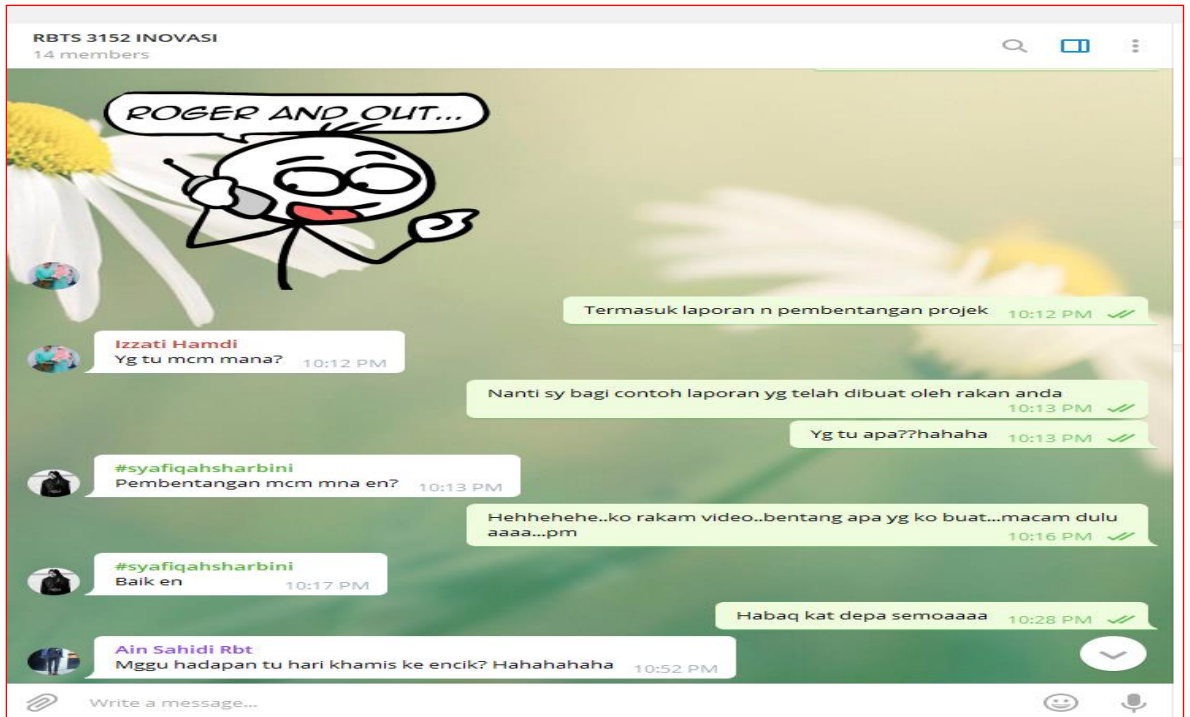 RBTS 3152 INOVASI
14 members
ROGER AND OUT...
Termasuk laporan n pembentangan projek 10:12 PM
Izzati Hamdi
Yg tu mcm mana? 10:12 PM
Nanti sy bagi contoh laporan yg telah dibuat oleh rakan anda
10:13 PM
Yg tu apa??hahaha 10:13 PM
#syafiqahsharbini
Pembentangan mcm mna en? 10:13 PM
Hehhehehe..ko rakam video..bentang apa yg ko buat...macam dulu
aaaa...pm 10:16 PM
#syafiqahsharbini
Baik en 10:17 PM
Habaq kat depa semoaaaa 10:28 PM
Ain Sahidi Rbt
Mggu hadapan tu hari khamis ke encik? Hahahahaha 10:52 PM
Write a message...